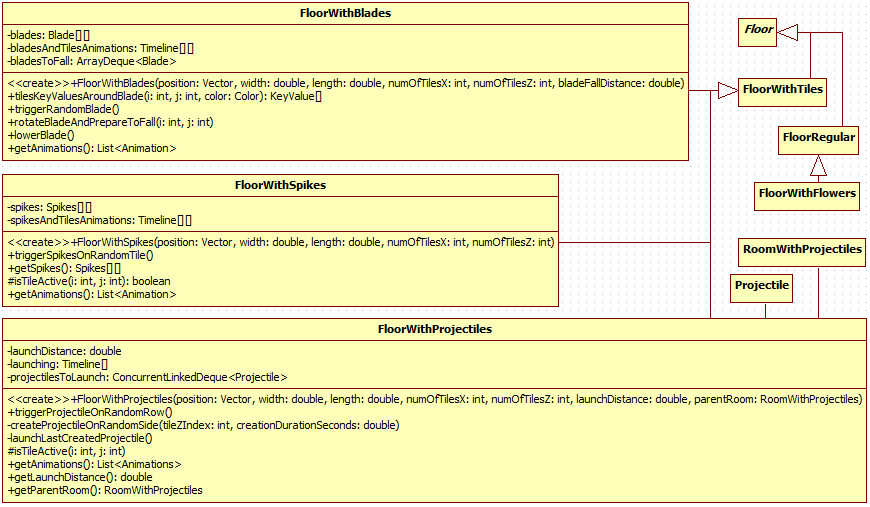 FloorWithBlades
-blades: Blade[][]
-bladesAndTilesAnimations: Timeline[][]
-bladesToFall: ArrayDeque<Blade>
<<create>>+FloorWithBlades(position: Vector, width: double, length: double, numOfTilesX: int, numOfTilesZ: int, bladeFallDistance: double)
+tilesKeyValuesAroundBlade(i: int, j: int, color: Color): KeyValue[]
+triggerRandomBlade()
+rotateBladeAndPrepareToFall(i: int, j: int)
+lowerBlade()
+getAnimations(): List<Animation>
Floor
FloorWithTiles
FloorRegular
FloorWithFlowers
FloorWithSpikes
-spikes: Spikes[][]
-spikesAndTilesAnimations: Timeline[][]
<<create>>+FloorWithSpikes(position: Vector, width: double, length: double, numOfTilesX: int, numOfTilesZ: int)
+triggerSpikesOnRandomTile()
+getSpikes(): Spikes[][]
#isTileActive(i: int, j: int): boolean
+getAnimations(): List<Animation>
RoomWithProjectiles
Projectile
FloorWithProjectiles
-launchDistance: double
-launching: Timeline[]
-projectilesToLaunch: ConcurrentLinkedDeque<Projectile>
<<create>>+FloorWithProjectiles(position: Vector, width: double, length: double, numOfTilesX: int, numOfTilesZ: int, launchDistance: double, parentRoom: RoomWithProjectiles)
+triggerProjectileOnRandomRow()
-createProjectileOnRandomSide(tileZIndex: int, creationDurationSeconds: double)
-launchLastCreatedProjectile()
#isTileActive(i: int, j: int)
+getAnimations(): List<Animations>
+getLaunchDistance(): double
+getParentRoom(): RoomWithProjectiles